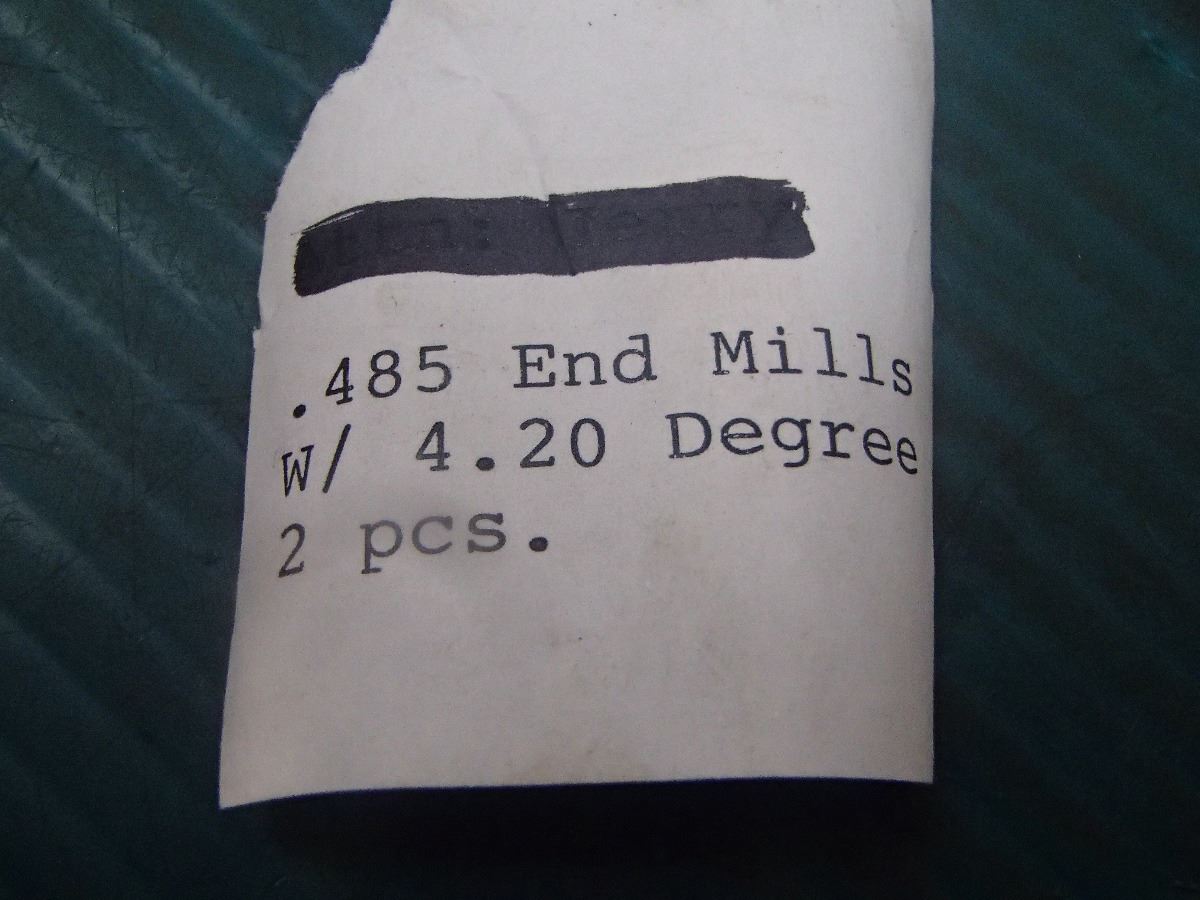 .485 End Mills
W/ 4.20 Degree
2 pcs.